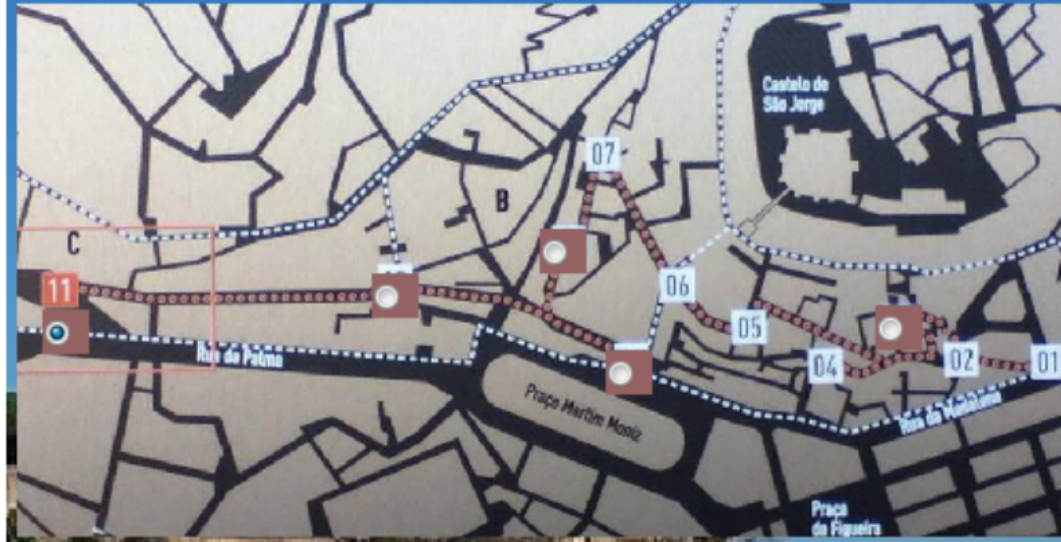 Castelo de
São Jorge
07
B
C
06
11
05
02
01
04
Rua da Palma
Rua da Madalena
Praça Martim Moniz
Praça
da Figueira